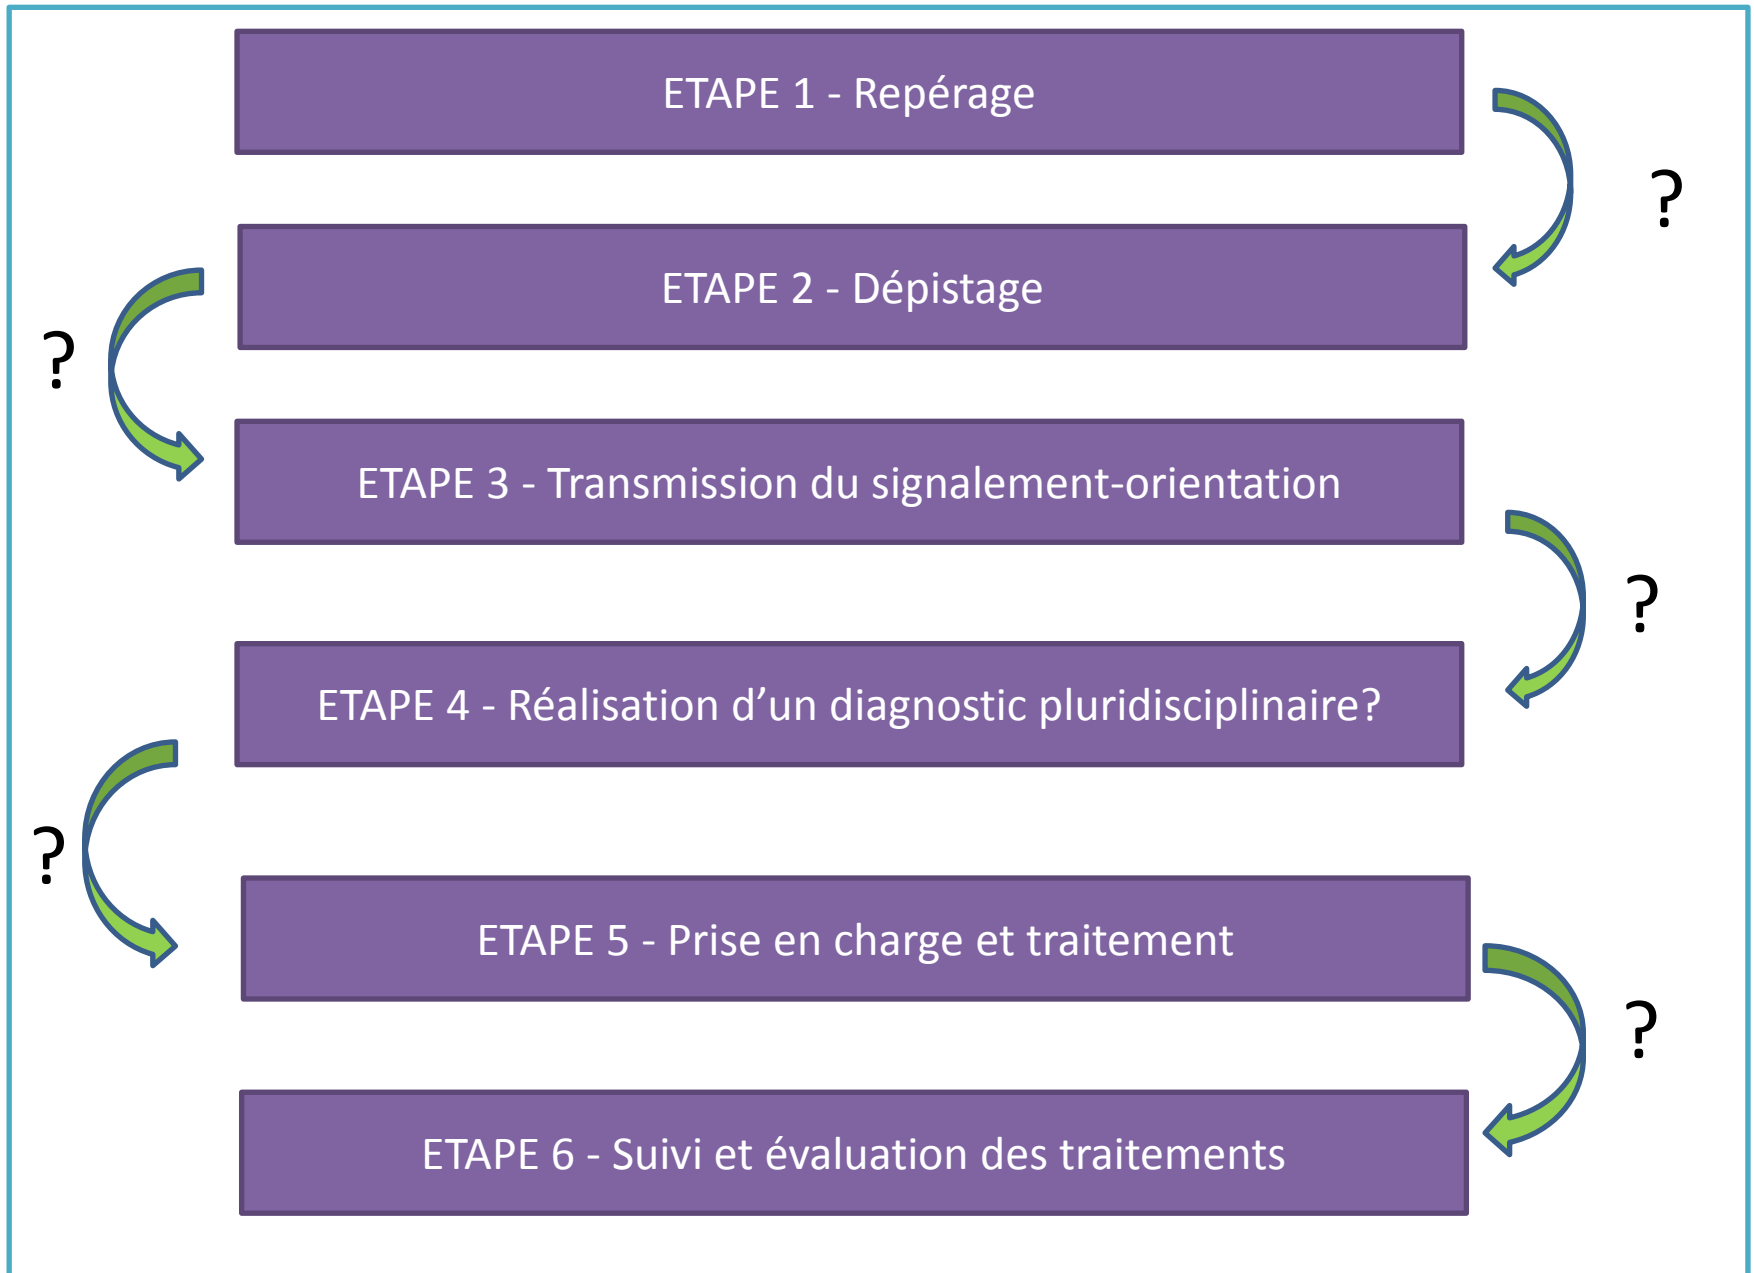 ETAPE 1 - Repérage
?
ETAPE 2 - Dépistage
?
ETAPE 3 - Transmission du signalement-orientation
?
ETAPE 4 - Réalisation d’un diagnostic pluridisciplinaire?
?
ETAPE 5 - Prise en charge et traitement
?
ETAPE 6 - Suivi et évaluation des traitements